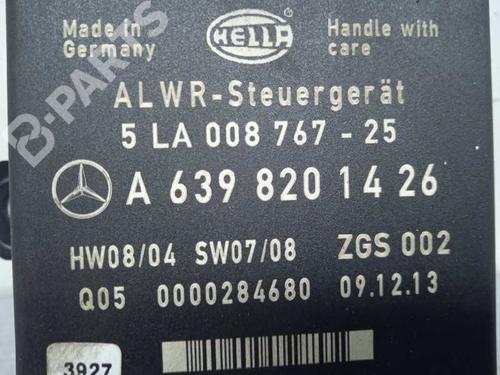 Made in
Germany
HELLA
Handle with
care
ALWR-Steuergerät
5 LA 008 767 - 25
A 639 820 14 26
HW08/04 SW07/08 ZGS 002
Q05 0000284680 09.12.13
3927
B-PARTS